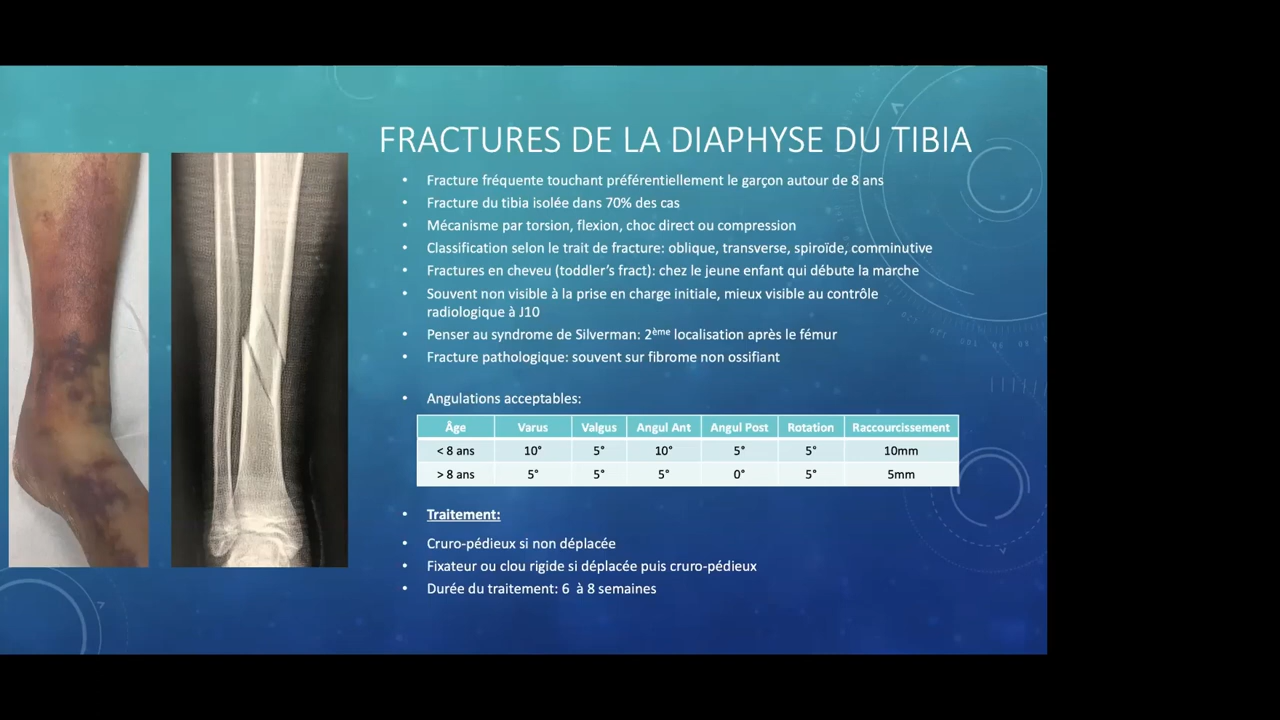 FRACTURES DE LA DIAPHYSE DU TIBIA
• Fracture fréquente touchant préférentiellement le garçon autour de 8 ans
• Fracture du tibia isolée dans 70% des cas
• Mécanisme par torsion, flexion, choc direct ou compression
• Classification selon le trait de fracture: oblique, transverse, spiroïde, comminutive
• Fractures en cheveu (toddler's fract): chez le jeune enfant qui débute la marche
• Souvent non visible à la prise en charge initiale, mieux visible au contrôle
radiologique à J10
• Penser au syndrome de Silverman: 2ème localisation après le fémur
• Fracture pathologique: souvent sur fibrome non ossifiant
• Angulations acceptables:
Âge Varus Valgus Angul Ant Angul Post Rotation Raccourcissement
< 8 ans 10° 5° 10° 5° 5° 10mm
> 8 ans 5° 5° 5° 0° 5° 5mm
• Traitement:
• Cruro-pédieux si non déplacée
• Fixateur ou clou rigide si déplacée puis cruro-pédieux
• Durée du traitement: 6 à 8 semaines